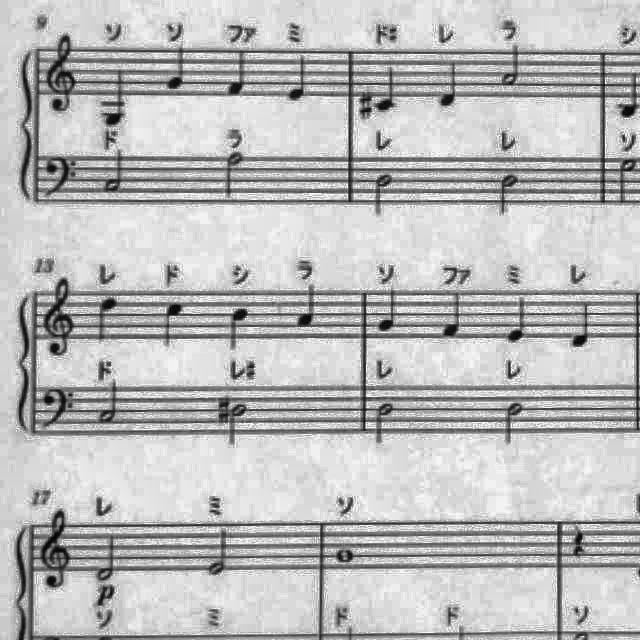 9
ソ ソ ファ ミ ド# レ ラ シ
ド ラ レ レ ソ
13
レ ド シ ラ ソ ファ ミ レ
ド レ# レ レ
17
レ ミ ソ
p
ソ ミ ド ド ソ